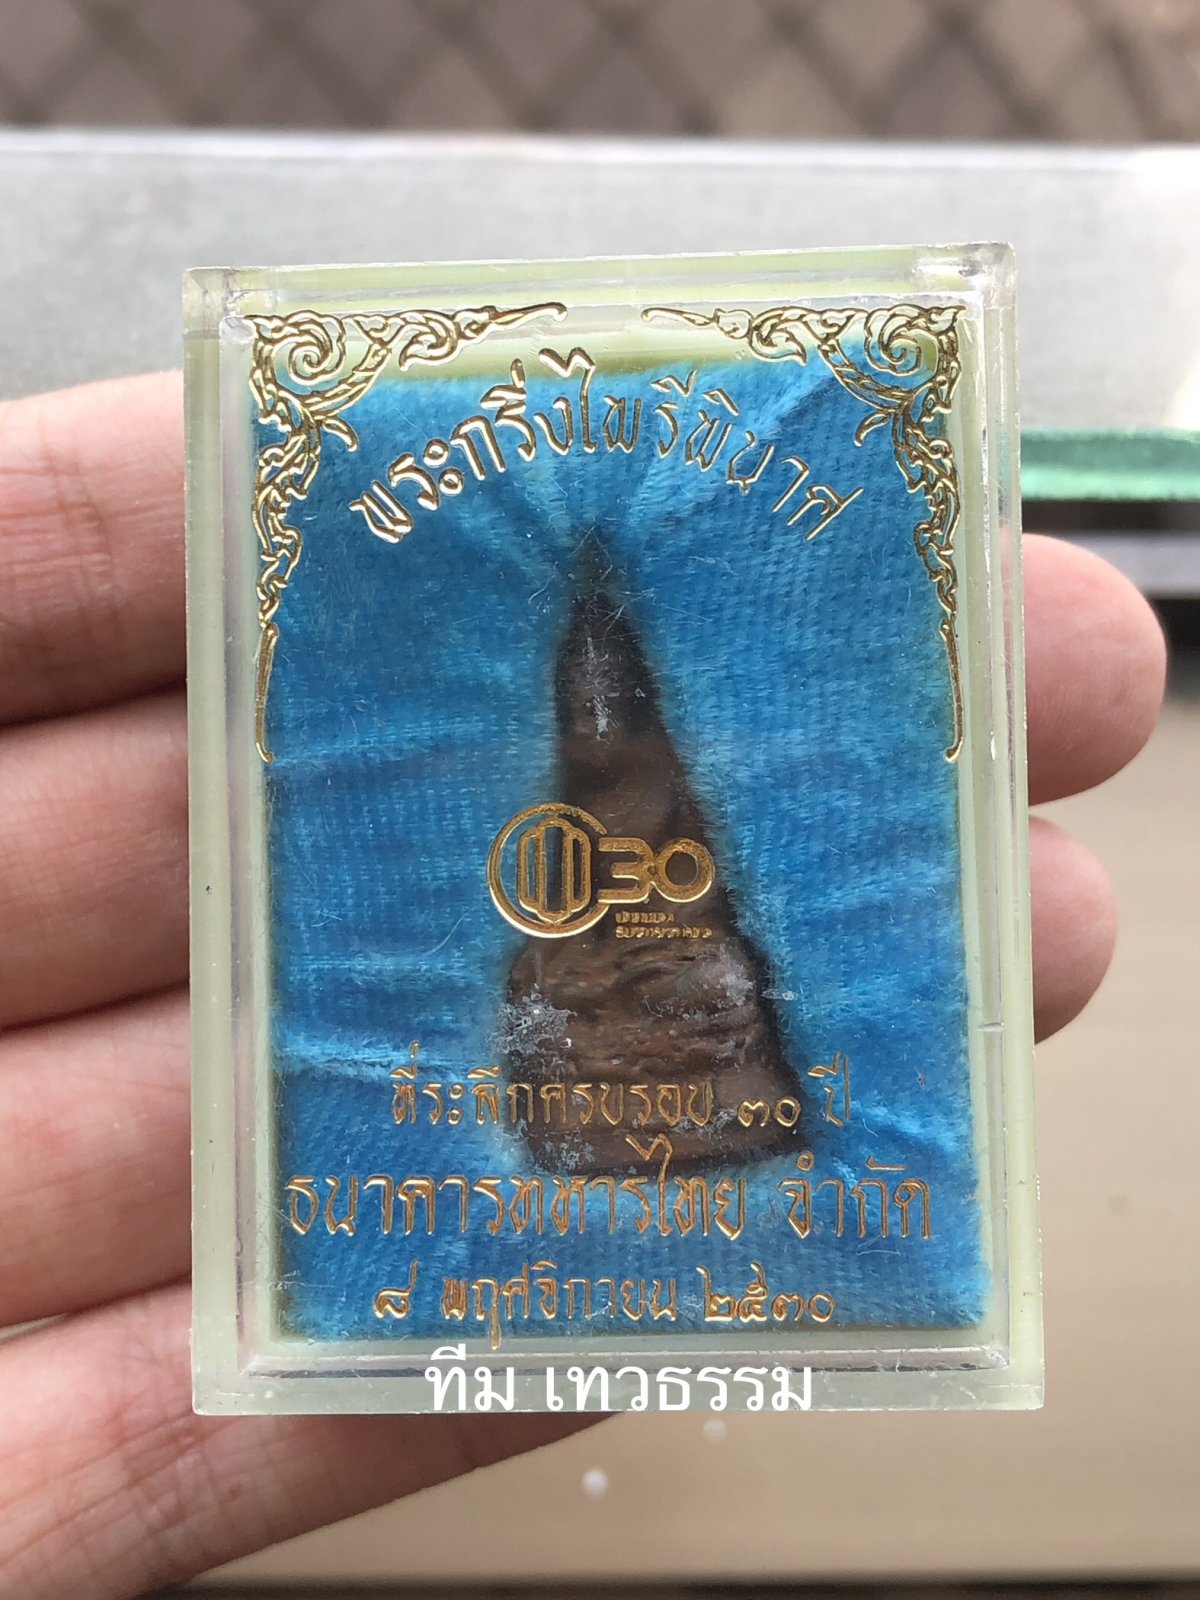 พระกริ่งไพรีพินาศ
30
ที่ระลึกครบรอบ ๓๐ ปี
ธนาคารทหารไทย จำกัด
๘ พฤศจิกายน ๒๕๓๐
ทีม เทวธรรม